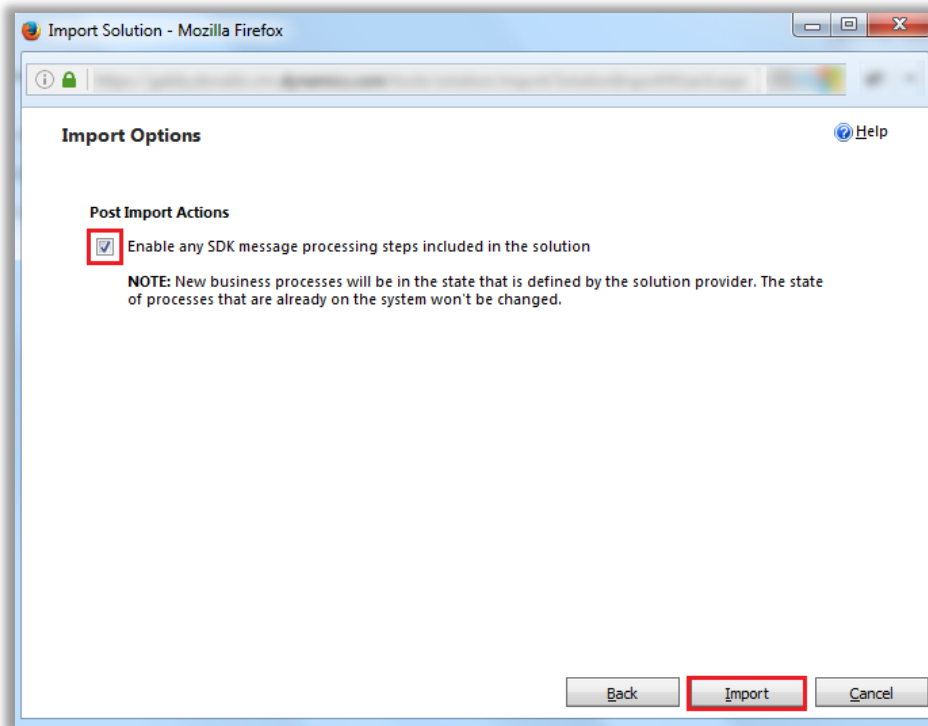 Import Solution - Mozilla Firefox
Import Options
Help
Post Import Actions
Enable any SDK message processing steps included in the solution
NOTE: New business processes will be in the state that is defined by the solution provider. The state
of processes that are already on the system won't be changed.
Back
Import
Cancel